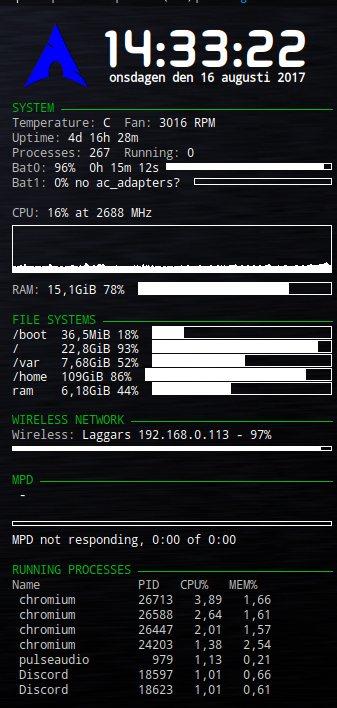 14:33:22
onsdagen den 16 augusti 2017
SYSTEM
Temperature: C Fan: 3016 RPM
Uptime: 4d 16h 28m
Processes: 267 Running: 0
Bat0: 96% 0h 15m 12s
Bat1: 0% no ac_adapters?
CPU: 16% at 2688 MHz
RAM: 15,1GiB 78%
FILE SYSTEMS
/boot 36,5MiB 18%
/ 22,8GiB 93%
/var 7,68GiB 52%
/home 109GiB 86%
ram 6,18GiB 44%
WIRELESS NETWORK
Wireless: Laggars 192.168.0.113 - 97%
MPD
-
MPD not responding, 0:00 of 0:00
RUNNING PROCESSES
Name PID CPU% MEM%
chromium 26713 3,89 1,66
chromium 26588 2,64 1,61
chromium 26447 2,01 1,57
chromium 24203 1,38 2,54
pulseaudio 979 1,13 0,21
Discord 18597 1,01 0,66
Discord 18623 1,01 0,61